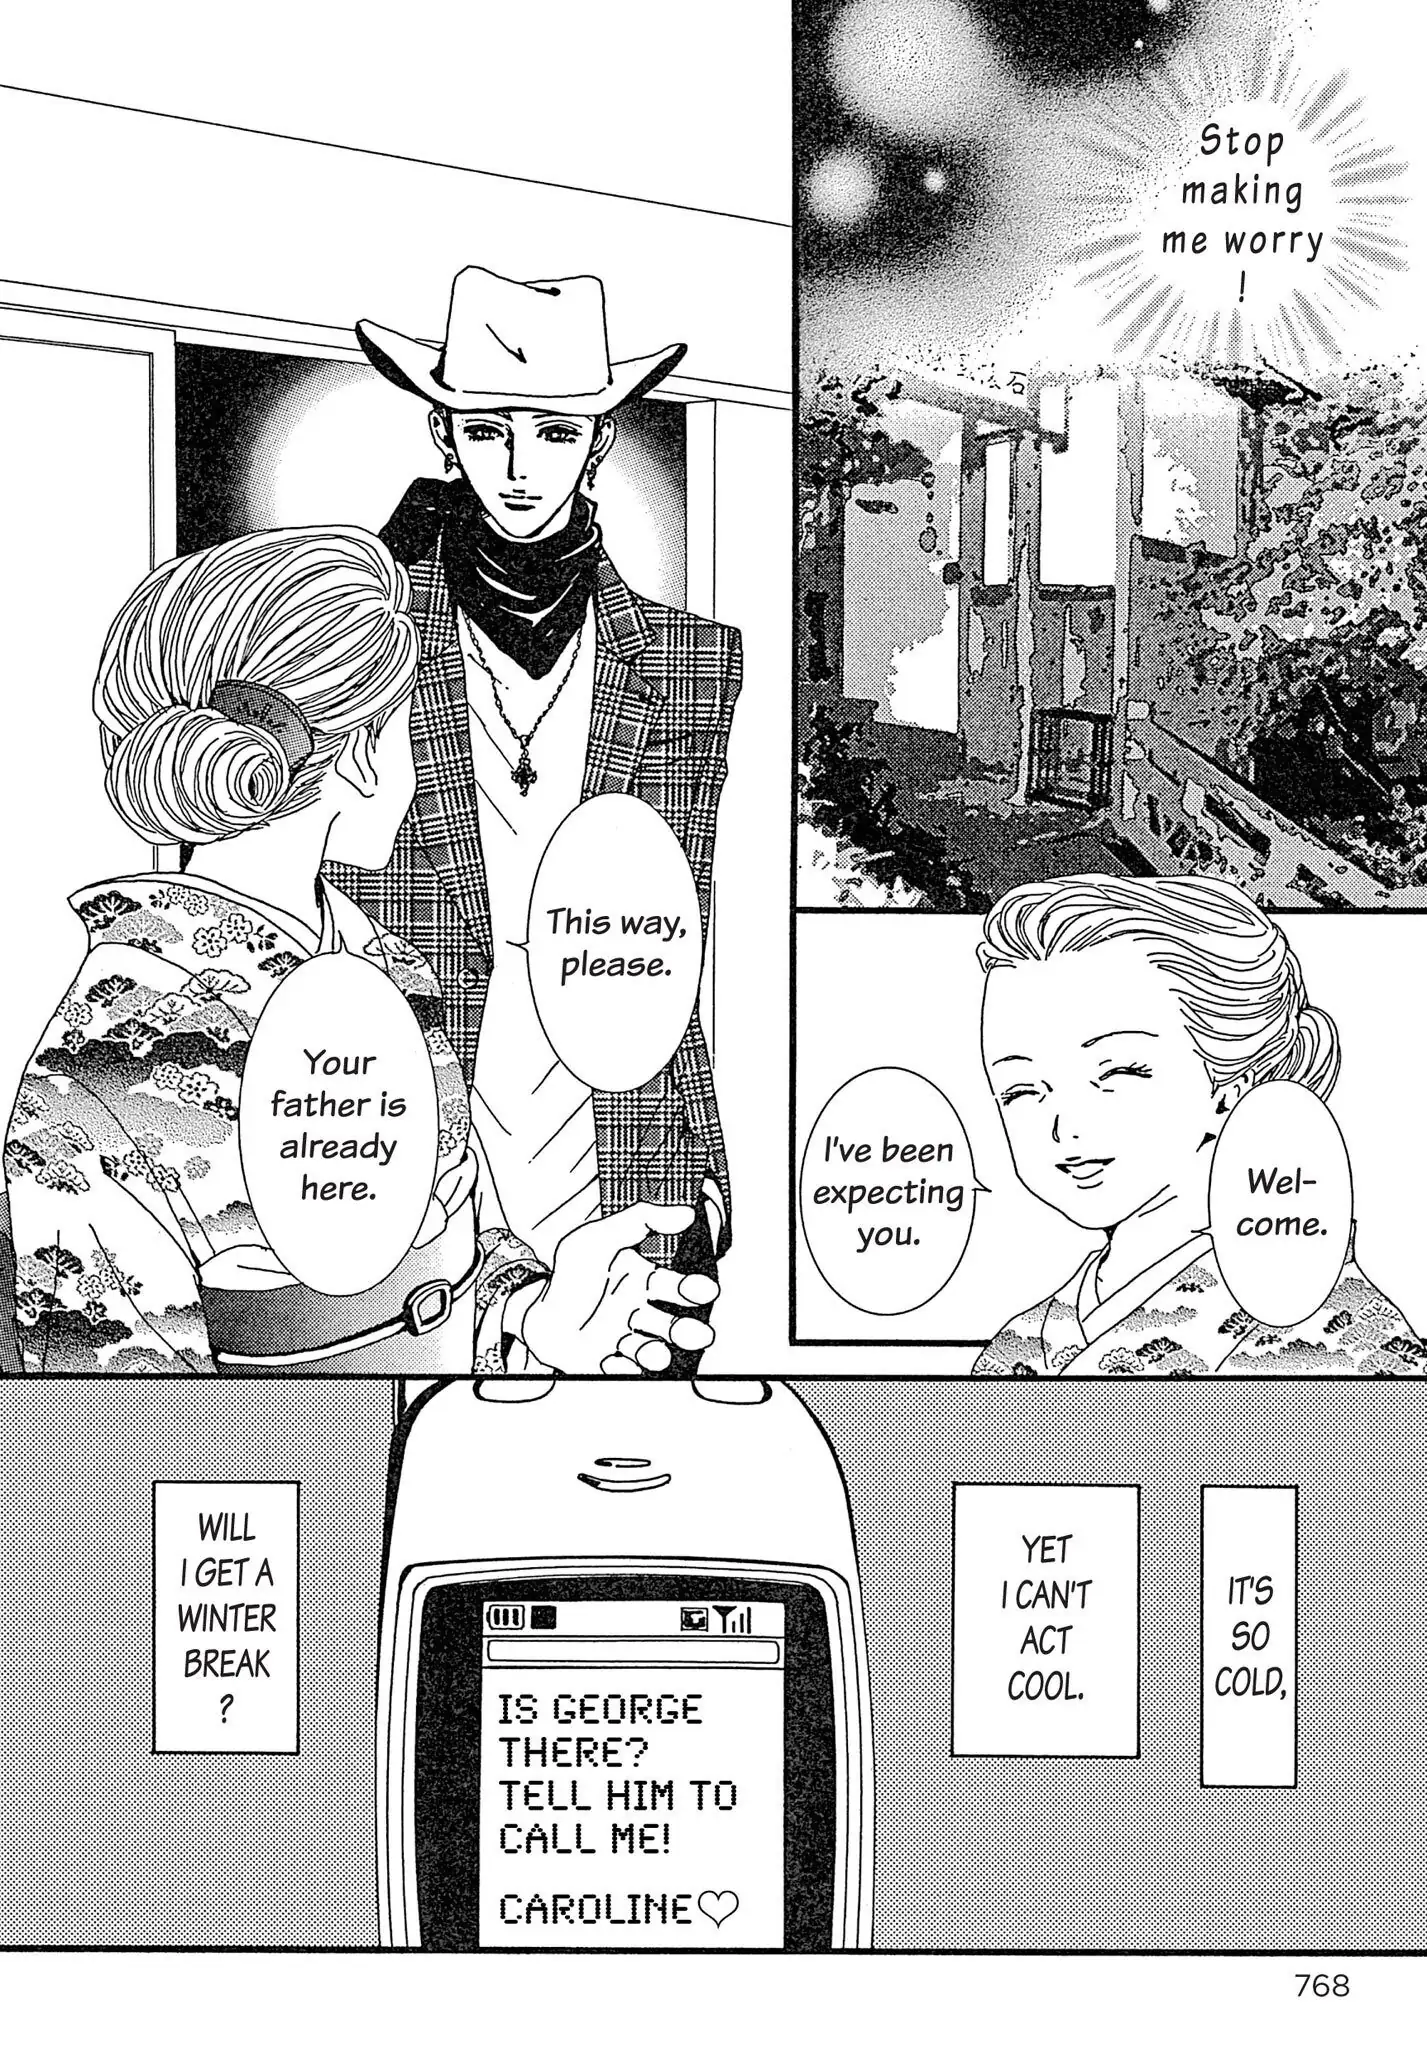 Stop
making
me worry
!
Wel-
come.
I've been
expecting
you.
This way,
please.
Your
father is
already
here.
IT'S
SO
COLD,
YET
I CAN'T
ACT
COOL.
IS GEORGE
THERE?
TELL HIM TO
CALL ME!
CAROLINE♡
WILL
I GET A
WINTER
BREAK
?
768